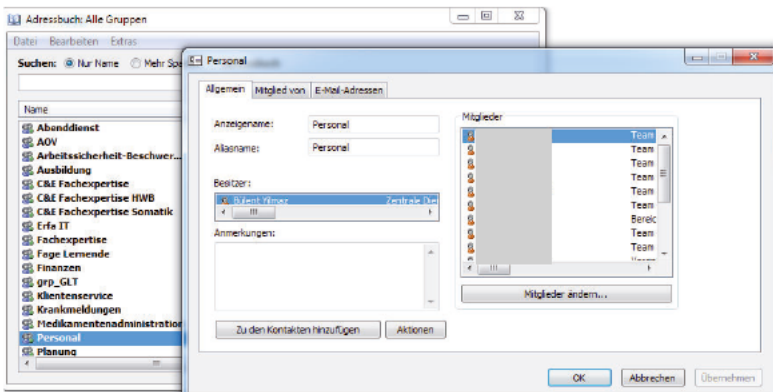 Adressbuch: Alle Gruppen
Datei Bearbeiten Extras
Suchen: Nur Name Mehr Spa
Name
Abenddienst
AOV
Arbeitssicherheit-Beschwer...
Ausbildung
C&E Fachexpertise
C&E Fachexpertise HWB
C&E Fachexpertise Somatik
Erfa IT
Fachexpertise
Fage Lernende
Finanzen
grp_GLT
Klientenservice
Krankmeldungen
Medikamentenadministration
Personal
Planung
Personal
Allgemein Mitglied von E-Mail-Adressen
Anzeigename: Personal
Aliasname: Personal
Besitzer:
Bülent Yilmaz Zentrale Die
Anmerkungen:
Zu den Kontakten hinzufügen Aktionen
Mitglieder
Team
Team
Team
Team
Team
Team
Bereic
Team
Team
Mitglieder ändern...
OK Abbrechen Übernehmen